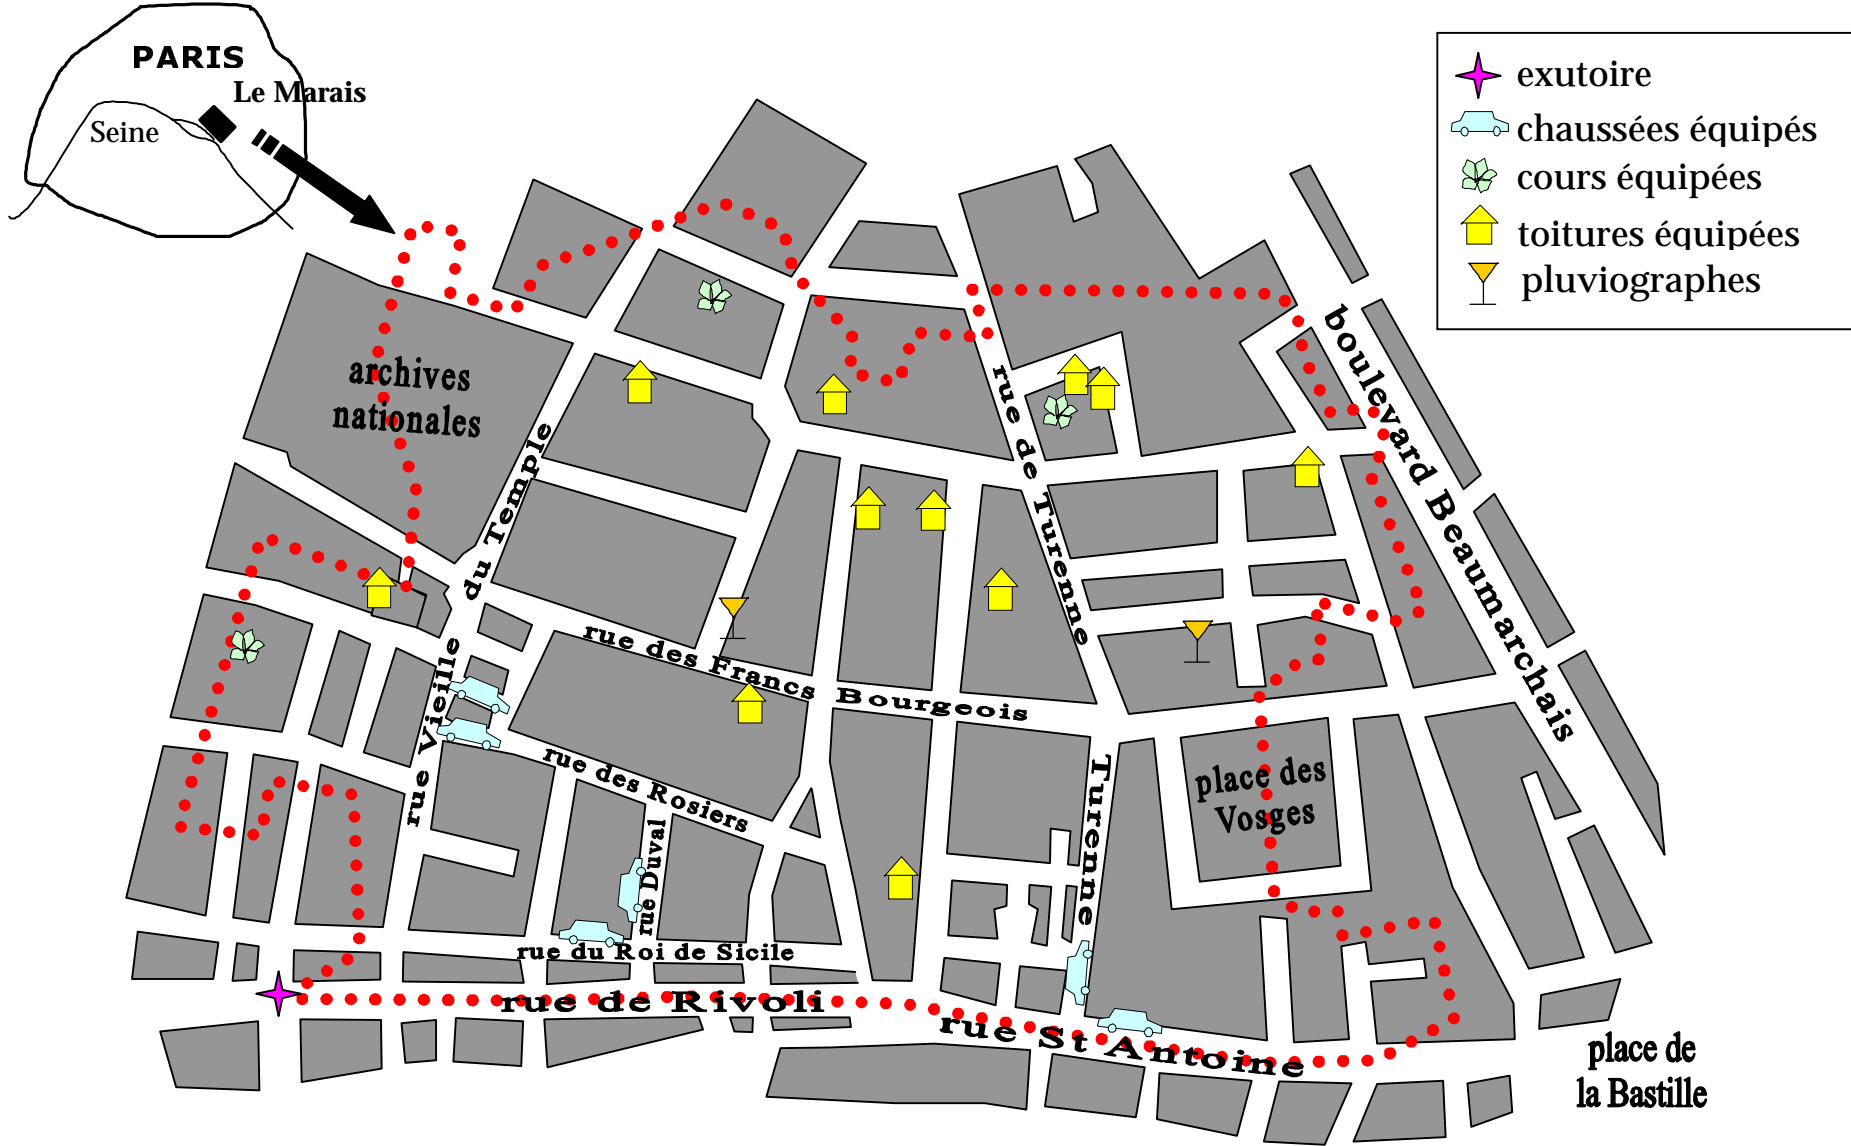 PARIS
Le Marais
Seine
exutoire
chaussées équipés
cours équipées
toitures équipées
pluviographes
archives
nationales
boulevard Beaumarchais
rue de Turenne
rue Vieille du Temple
rue des Francs Bourgeois
rue des Rosiers
rue Duval
Turenne
place des
Vosges
rue du Roi de Sicile
rue de Rivoli
rue St Antoine
place de
la Bastille